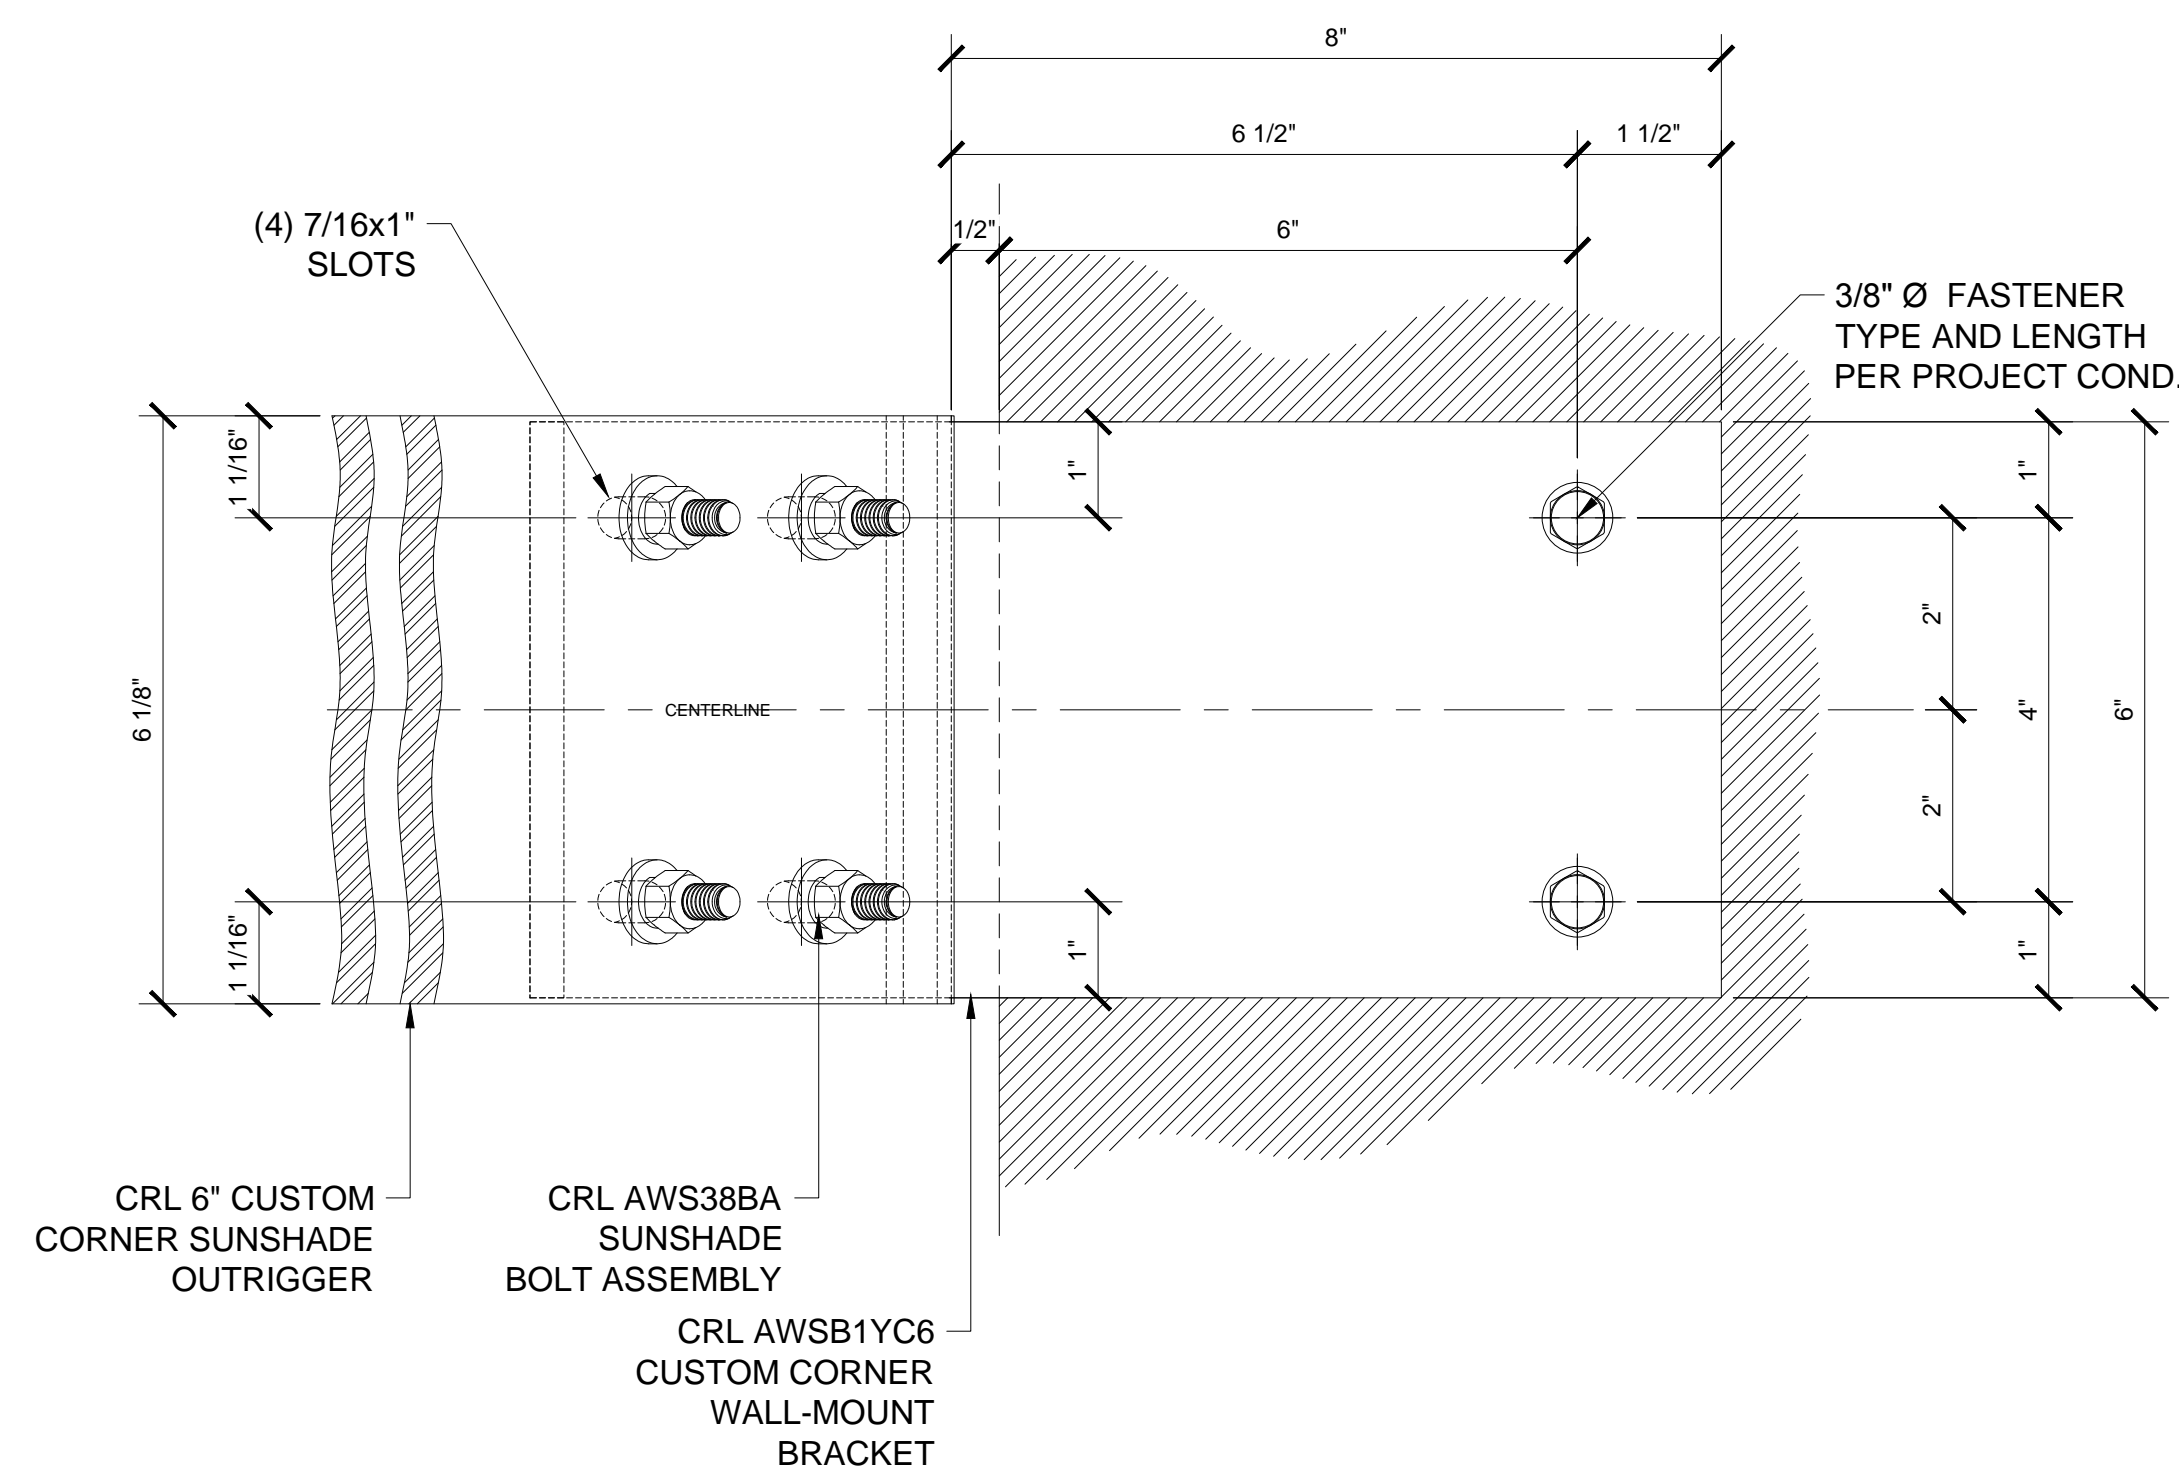 8"
6 1/2"
1 1/2"
1/2"
6"
(4) 7/16x1"
SLOTS
3/8" Ø FASTENER
TYPE AND LENGTH
PER PROJECT COND.
1 1/16"
1"
1"
2"
6 1/8"
CENTERLINE
4"
6"
2"
1 1/16"
1"
1"
CRL 6" CUSTOM
CORNER SUNSHADE
OUTRIGGER
CRL AWS38BA
SUNSHADE
BOLT ASSEMBLY
CRL AWSB1YC6
CUSTOM CORNER
WALL-MOUNT
BRACKET